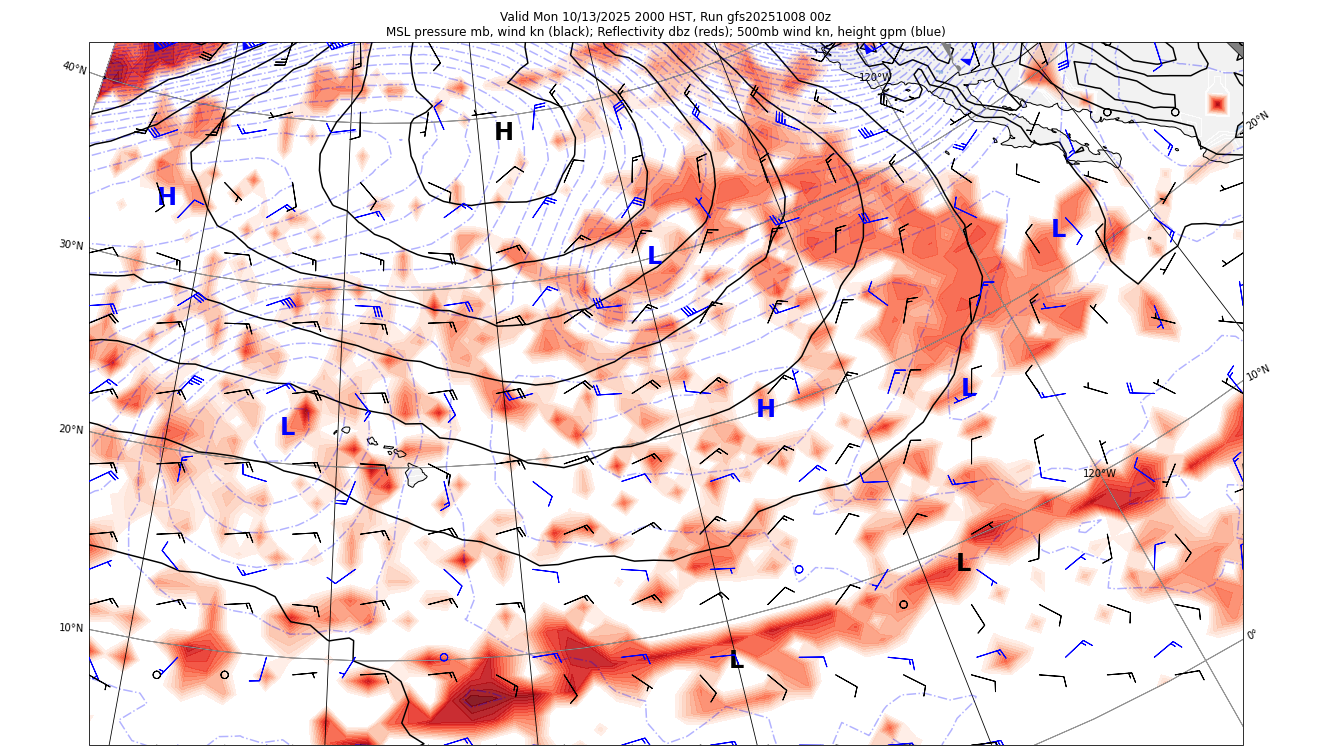 Valid Mon 10/13/2025 2000 HST, Run gfs20251008 00z
MSL pressure mb, wind kn (black); Reflectivity dbz (reds); 500mb wind kn, height gpm (blue)
40°N
120°W
20°N
H
H
L
30°N
L
10°N
L
H
L
20°N
120°W
L
10°N
0°
L